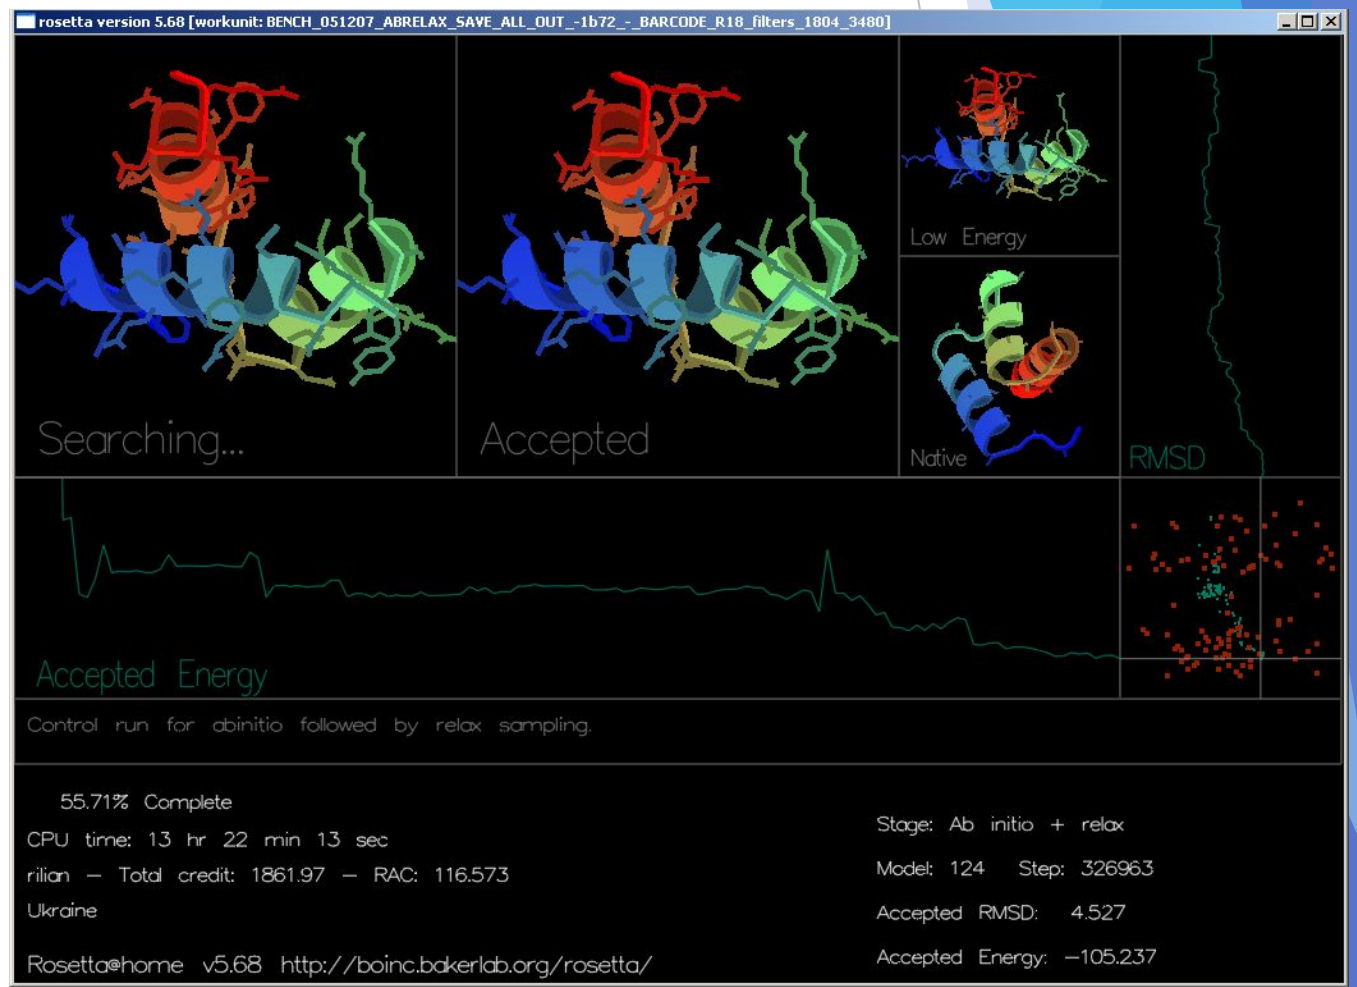 rosetta version 5.68 [workunit: BENCH_051207_ABRELAX_SAVE_ALL_OUT_-1b72_-_BARCODE_R18_filters_1804_3480]
Searching...
Accepted
Low Energy
Native
RMSD
Accepted Energy
Control run for abinitio followed by relax sampling.
55.71% Complete
CPU time: 13 hr 22 min 13 sec
rilian – Total credit: 1861.97 – RAC: 116.573
Ukraine
Rosetta@home v5.68 http://boinc.bakerlab.org/rosetta/
Stage: Ab initio + relax
Model: 124 Step: 326963
Accepted RMSD: 4.527
Accepted Energy: –105.237